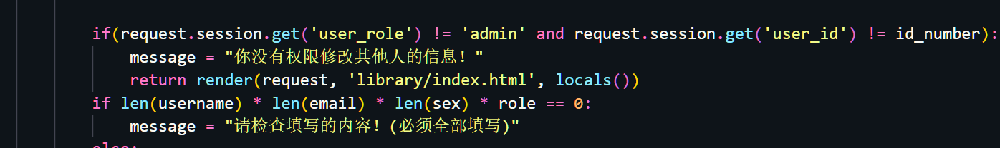 if(request.session.get('user_role') != 'admin' and request.session.get('user_id') != id_number):
message = "你没有权限修改其他人的信息！"
return render(request, 'library/index.html', locals())
if len(username) * len(email) * len(sex) * role == 0:
message = "请检查填写的内容！(必须全部填写)"
else: